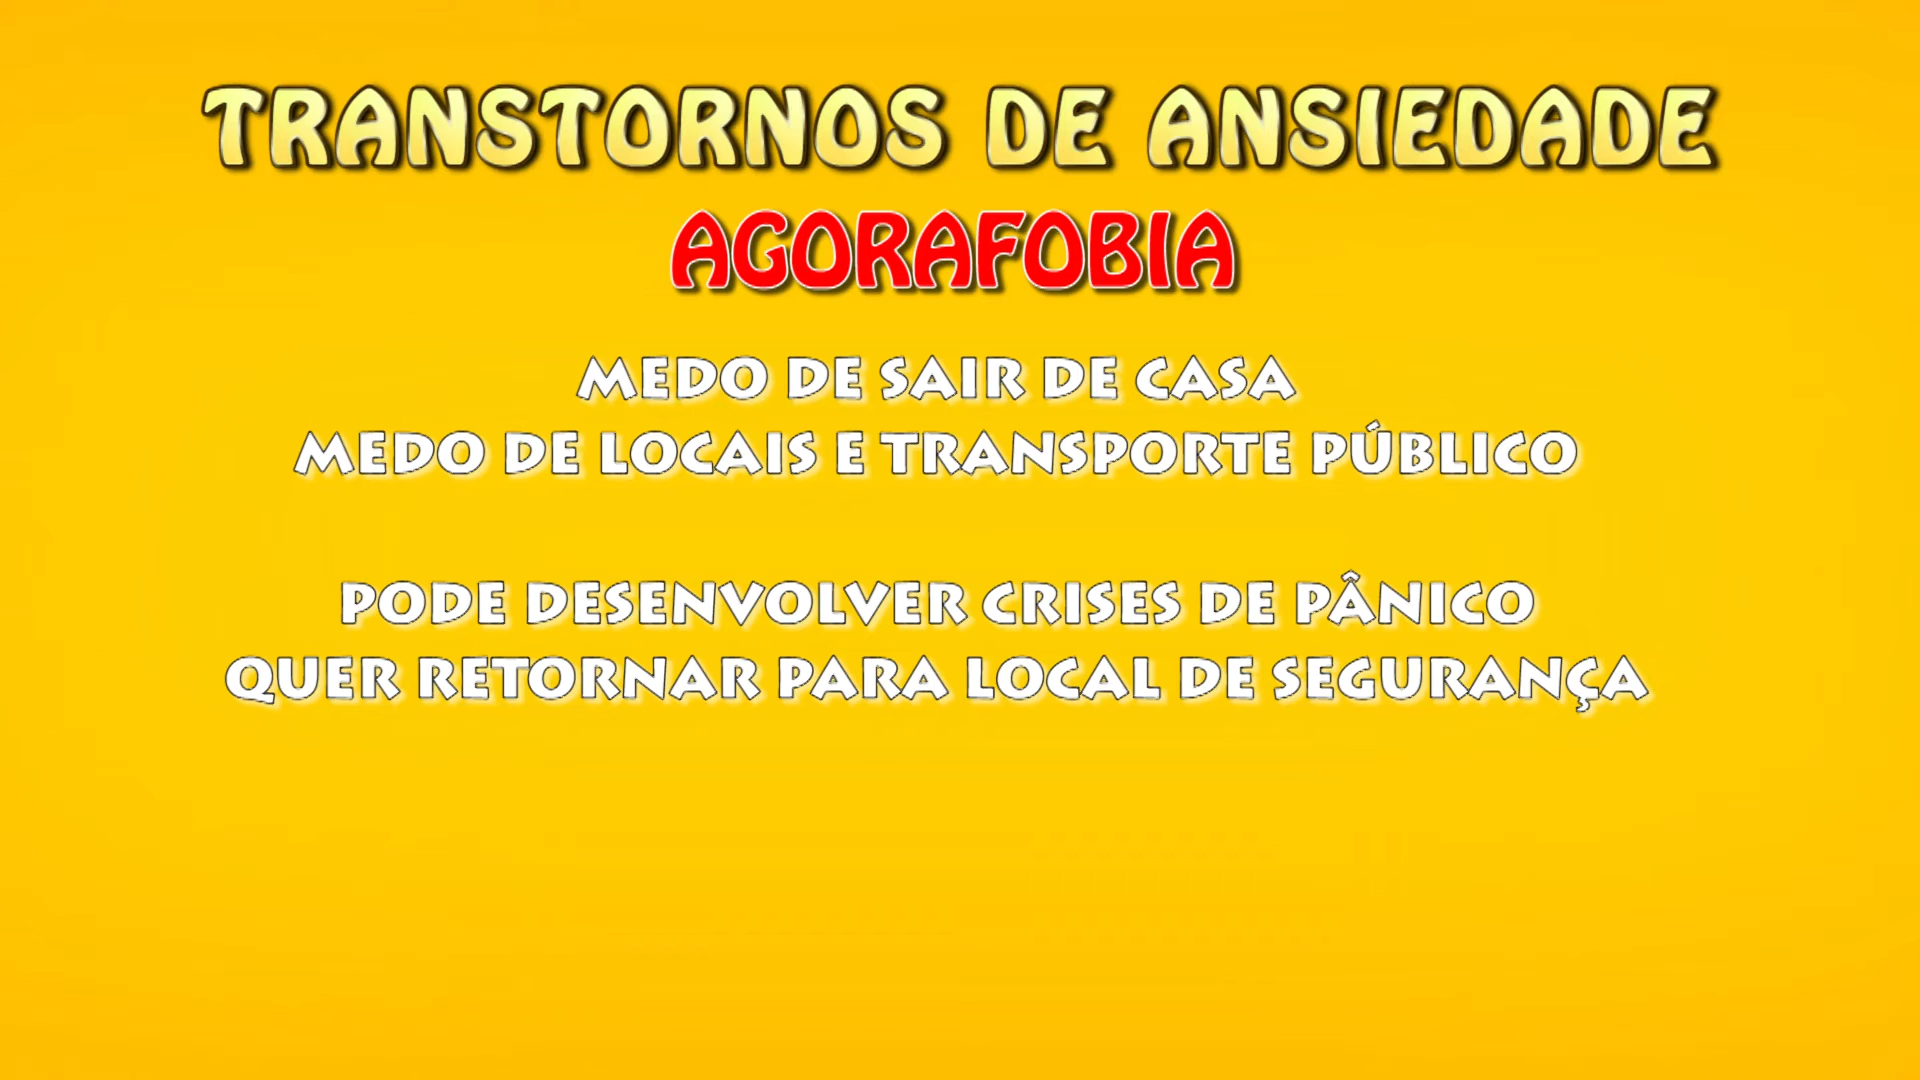 TRANSTORNOS DE ANSIEDADE
AGORAFOBIA
MEDO DE SAIR DE CASA
MEDO DE LOCAIS E TRANSPORTE PÚBLICO
PODE DESENVOLVER CRISES DE PÂNICO
QUER RETORNAR PARA LOCAL DE SEGURANÇA